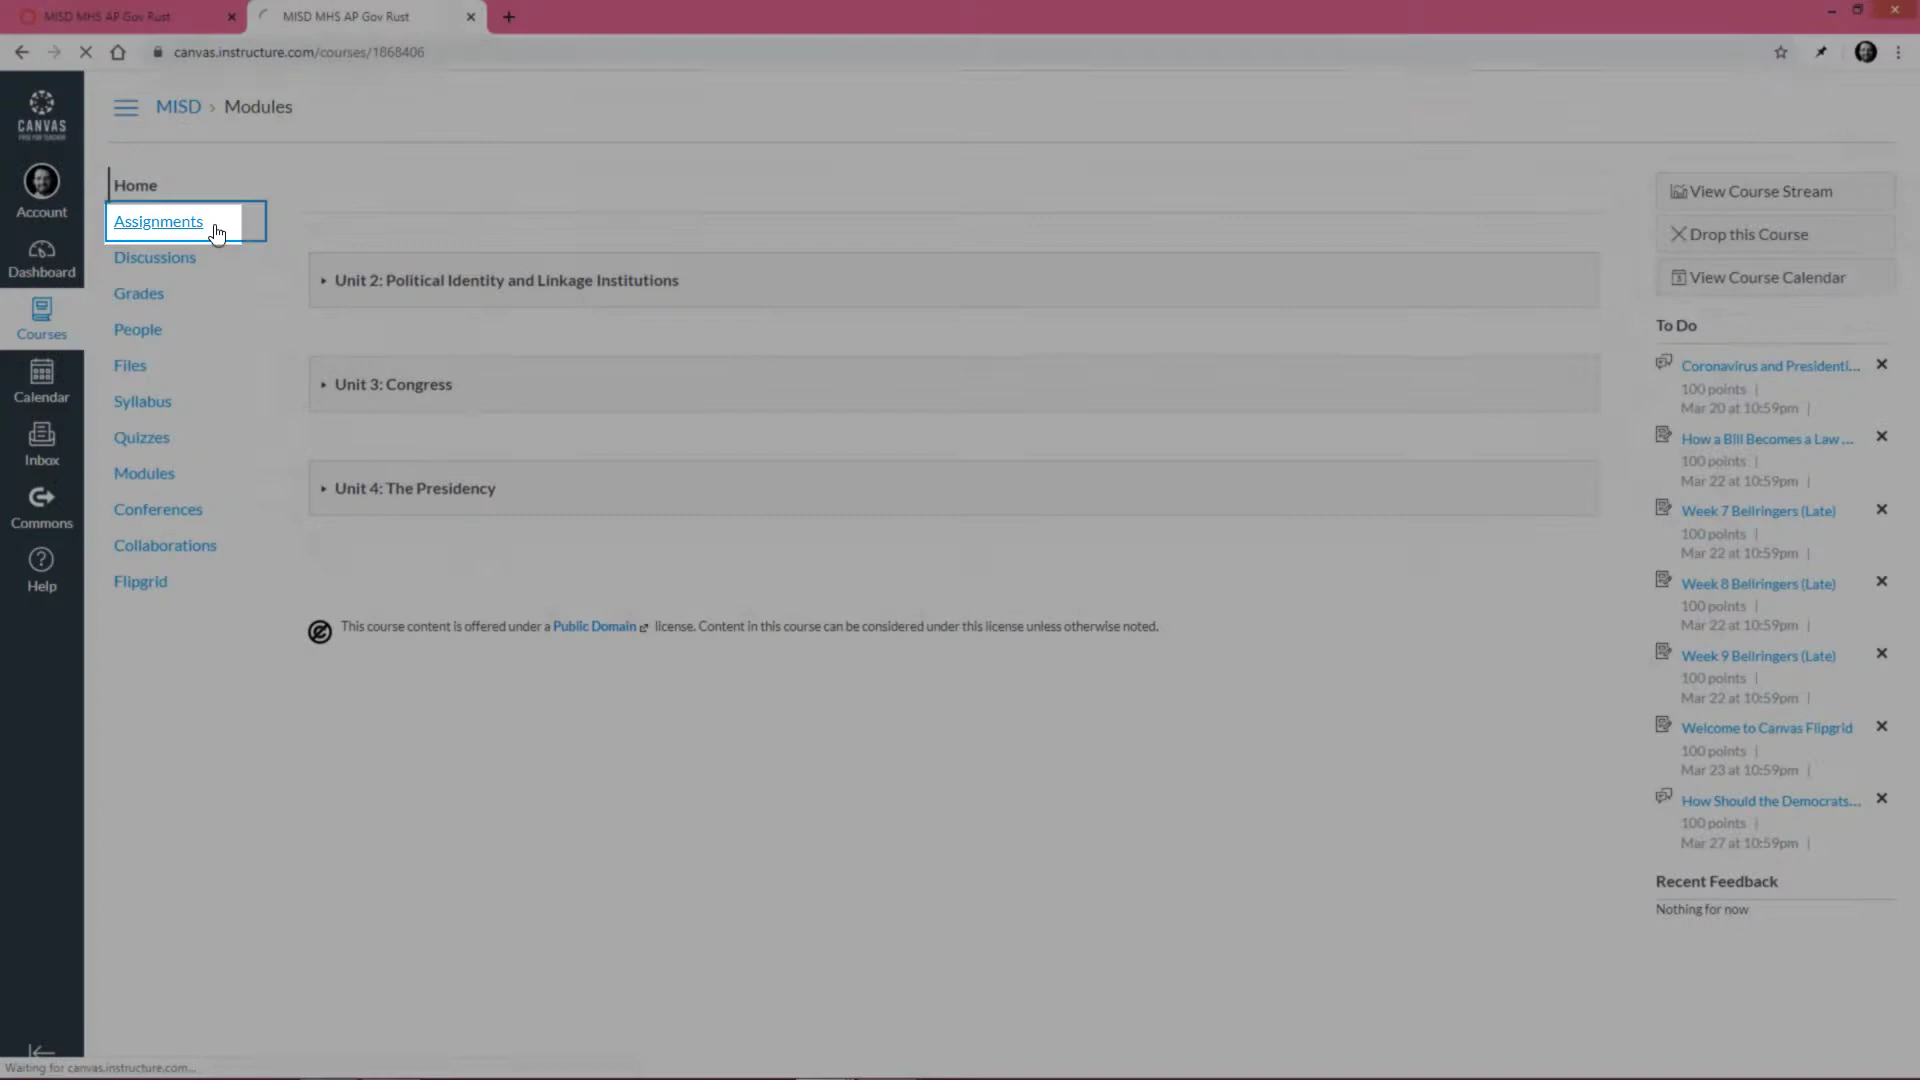 MISD MHS AP Gov Rust
MISD MHS AP Gov Rust
canvas.instructure.com/courses/1868406
CANVAS
FREE FOR TEACHER
Account
Dashboard
Courses
Calendar
Inbox
Commons
Help
MISD › Modules
Home
Assignments
Discussions
Grades
People
Files
Syllabus
Quizzes
Modules
Conferences
Collaborations
Flipgrid
Unit 2: Political Identity and Linkage Institutions
Unit 3: Congress
Unit 4: The Presidency
This course content is offered under a Public Domain license. Content in this course can be considered under this license unless otherwise noted.
View Course Stream
Drop this Course
View Course Calendar
To Do
Coronavirus and Presidenti...
100 points |
Mar 20 at 10:59pm |
How a Bill Becomes a Law ...
100 points |
Mar 22 at 10:59pm |
Week 7 Bellringers (Late)
100 points |
Mar 22 at 10:59pm |
Week 8 Bellringers (Late)
100 points |
Mar 22 at 10:59pm |
Week 9 Bellringers (Late)
100 points |
Mar 22 at 10:59pm |
Welcome to Canvas Flipgrid
100 points |
Mar 23 at 10:59pm |
How Should the Democrats...
100 points |
Mar 27 at 10:59pm |
Recent Feedback
Nothing for now
Waiting for canvas.instructure.com...